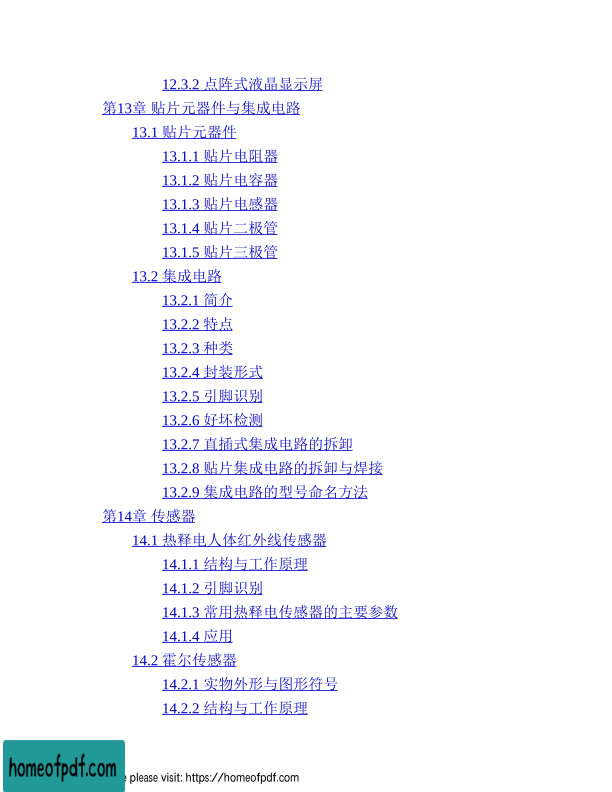 12.3.2 点阵式液晶显示屏
第13章 贴片元器件与集成电路
13.1 贴片元器件
13.1.1 贴片电阻器
13.1.2 贴片电容器
13.1.3 贴片电感器
13.1.4 贴片二极管
13.1.5 贴片三极管
13.2 集成电路
13.2.1 简介
13.2.2 特点
13.2.3 种类
13.2.4 封装形式
13.2.5 引脚识别
13.2.6 好坏检测
13.2.7 直插式集成电路的拆卸
13.2.8 贴片集成电路的拆卸与焊接
13.2.9 集成电路的型号命名方法
第14章 传感器
14.1 热释电人体红外线传感器
14.1.1 结构与工作原理
14.1.2 引脚识别
14.1.3 常用热释电传感器的主要参数
14.1.4 应用
14.2 霍尔传感器
14.2.1 实物外形与图形符号
14.2.2 结构与工作原理
homeofpdf.com
please visit: https://homeofpdf.com